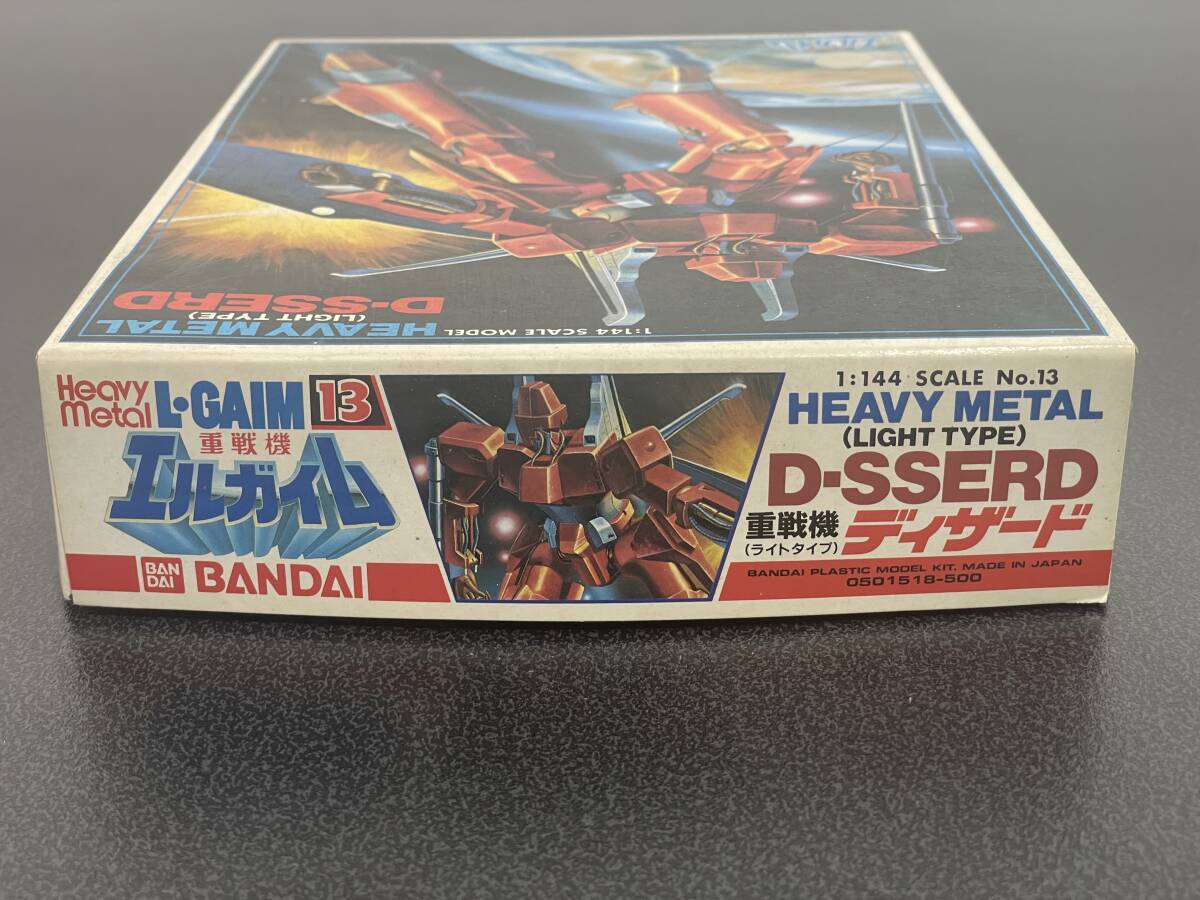 D-SSERD
(LIGHT TYPE)
HEAVY METAL
1:144 SCALE MODEL
Heavy
Metal
L·GAIM
13
重戦機
エルガイム
BAN
DAI
BANDAI
1:144 SCALE No.13
HEAVY METAL
(LIGHT TYPE)
D·SSERD
重戦機
(ライトタイプ)
ディザード
BANDAI PLASTIC MODEL KIT. MADE IN JAPAN
0501518-500